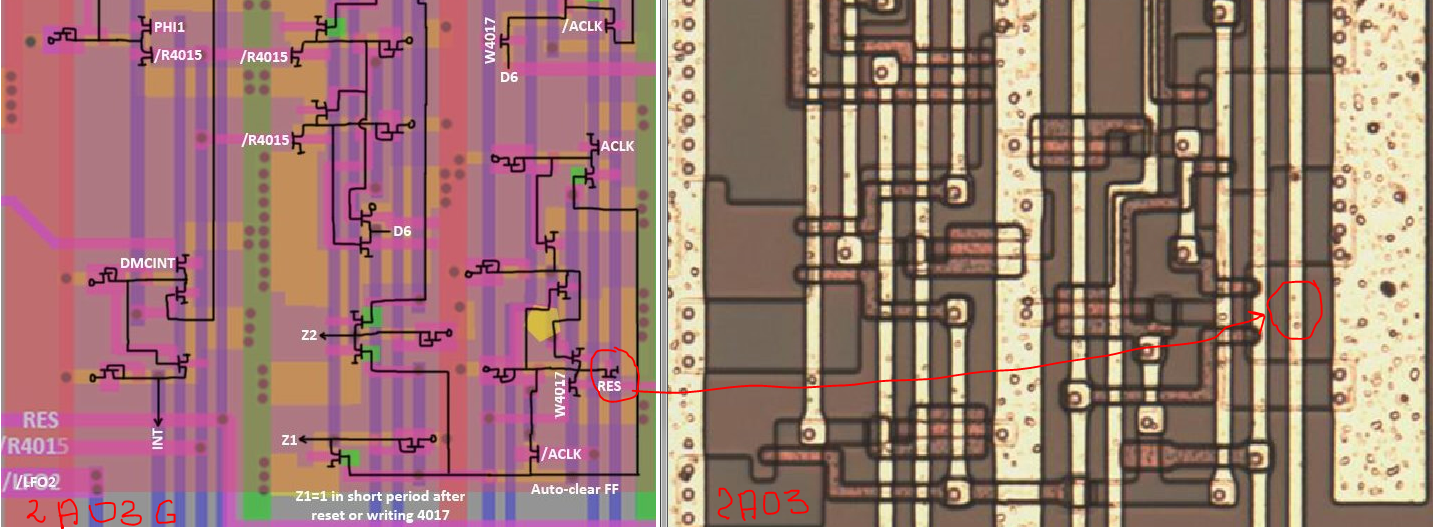 PHI1
/R4015
/R4015
W4017
/ACLK
D6
/R4015
/ACLK
D6
DMCINT
Z2
RES
W4017
RES
/R4015
/LFO2
INT
Z1
/ACLK
Z1=1 in short period after
reset or writing 4017
Auto-clear FF
2A03G
2A03